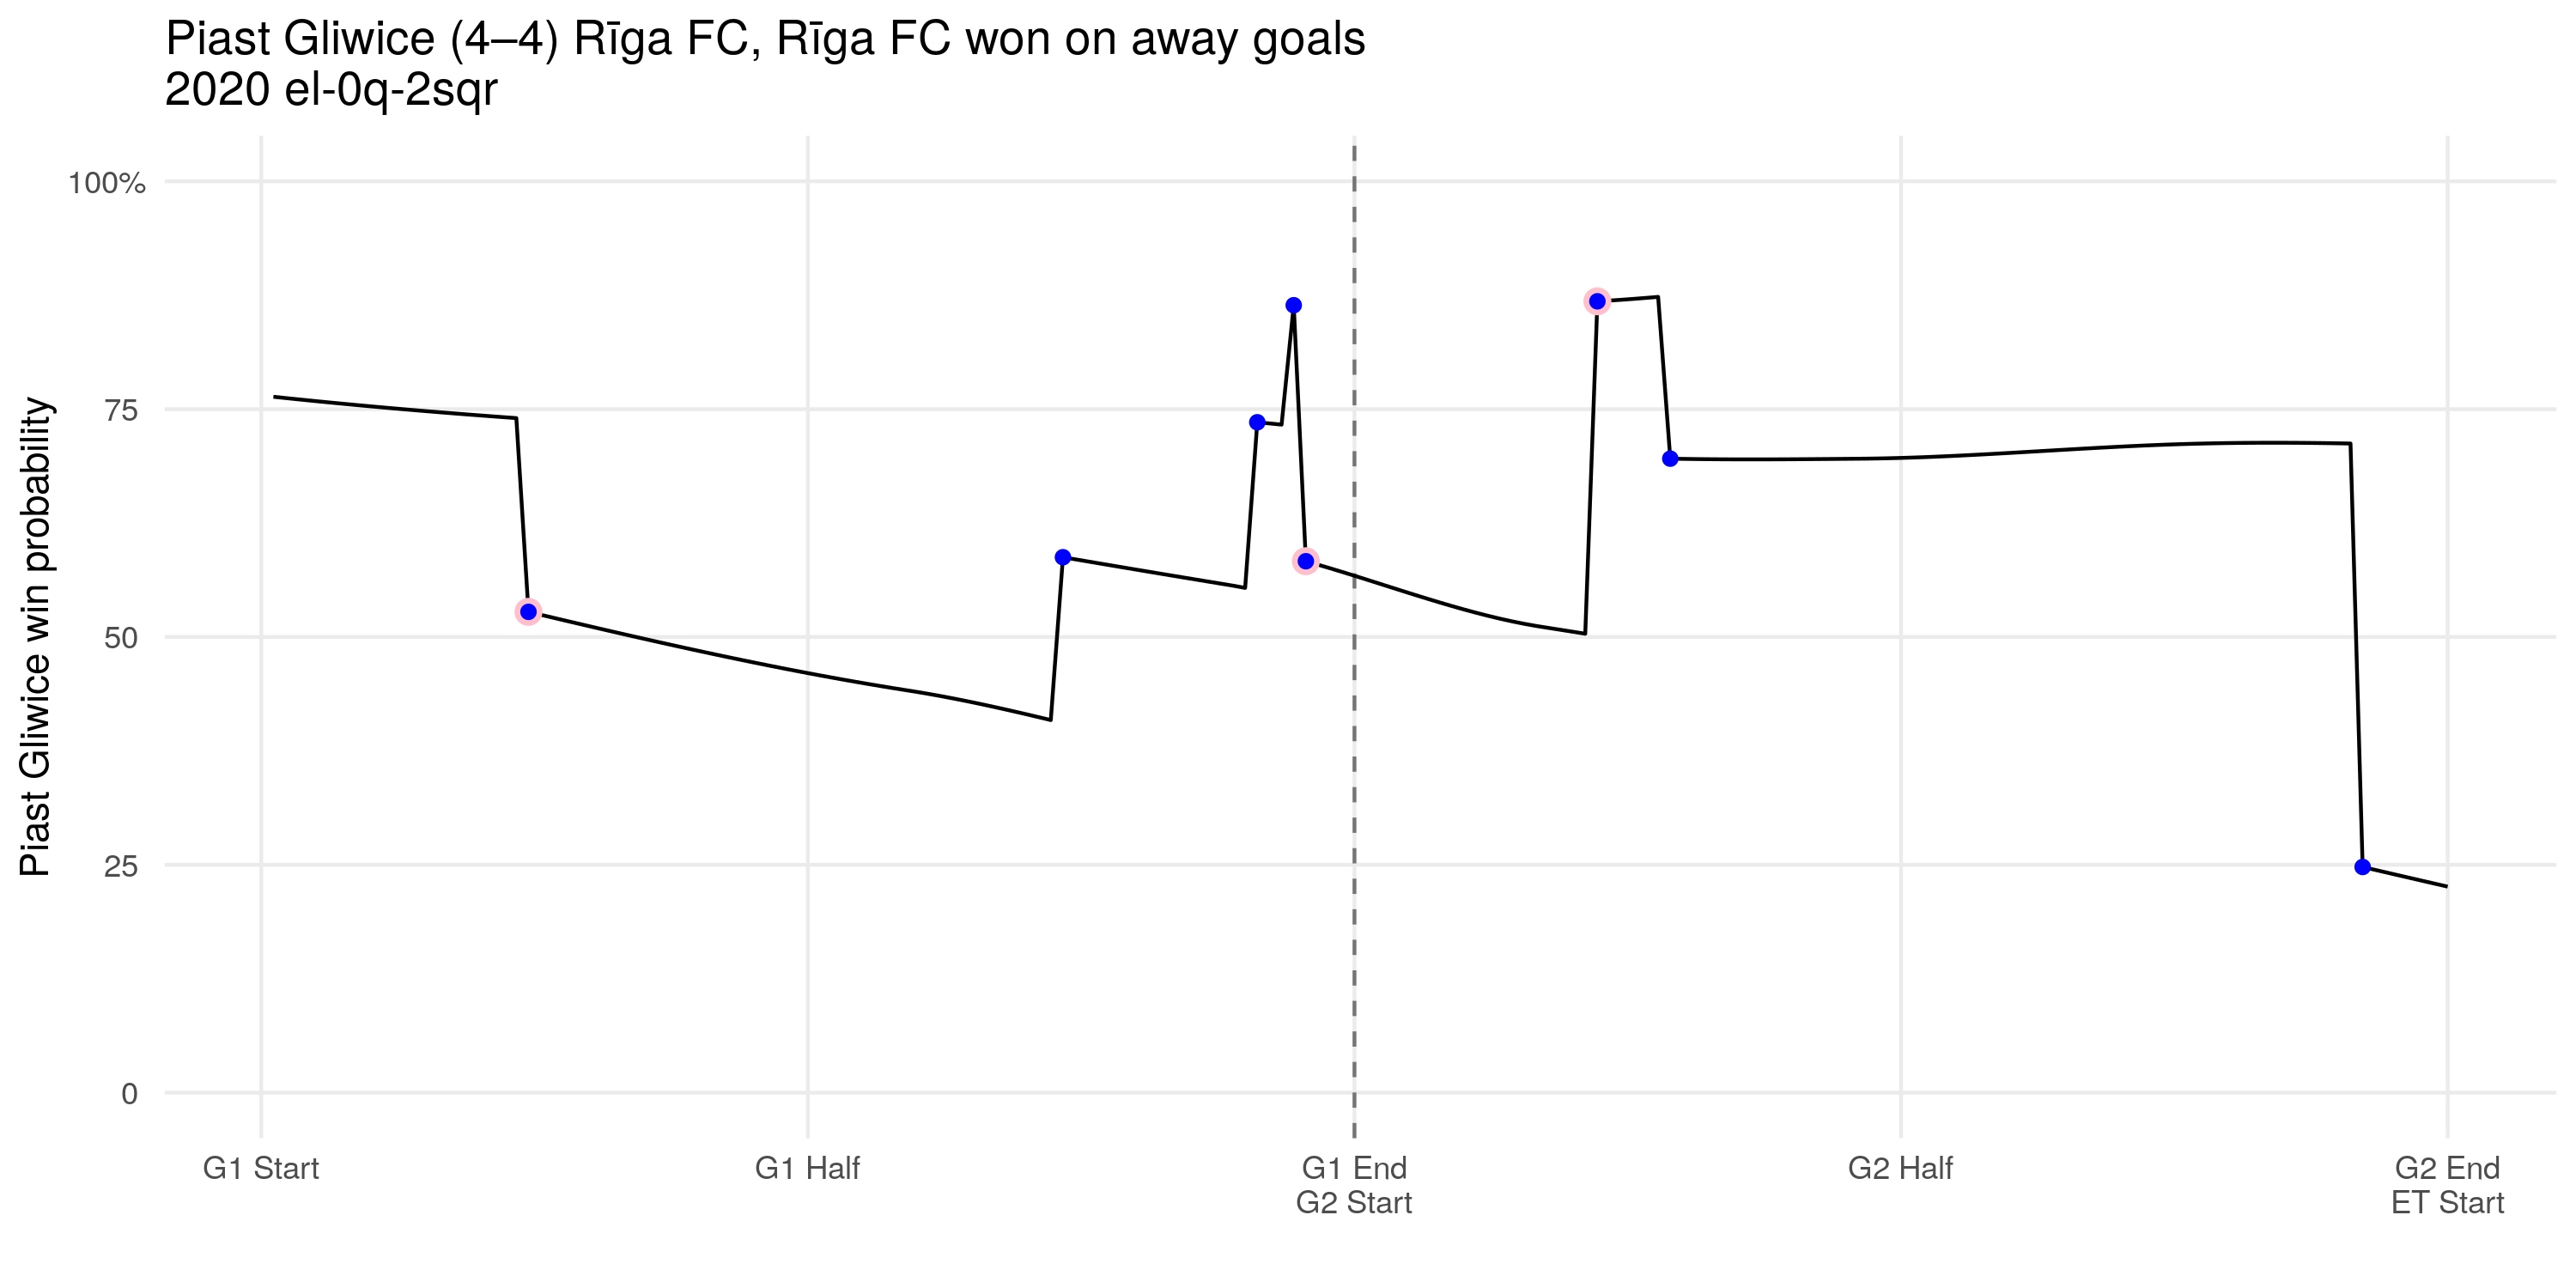 Piast Gliwice (4–4) Rīga FC, Rīga FC won on away goals
2020 el-0q-2sqr
Piast Gliwice win probability
100%
75
50
25
0
G1 Start
G1 Half
G1 End
G2 Start
G2 Half
G2 End
ET Start